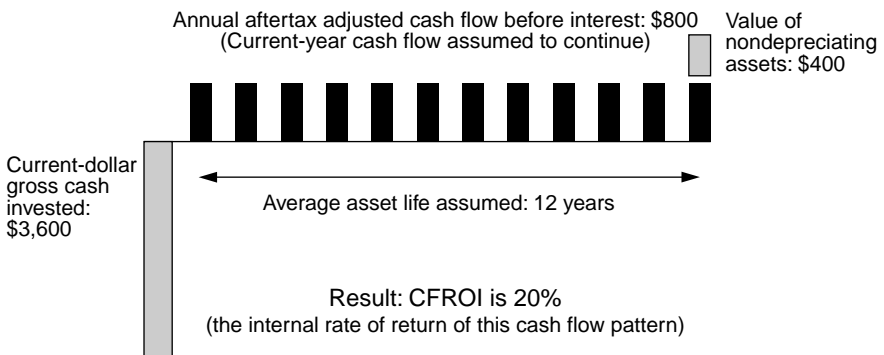 Annual aftertax adjusted cash flow before interest: $800
(Current-year cash flow assumed to continue)
Value of
nondepreciating
assets: $400
Current-dollar
gross cash
invested:
$3,600
Average asset life assumed: 12 years
Result: CFROI is 20%
(the internal rate of return of this cash flow pattern)